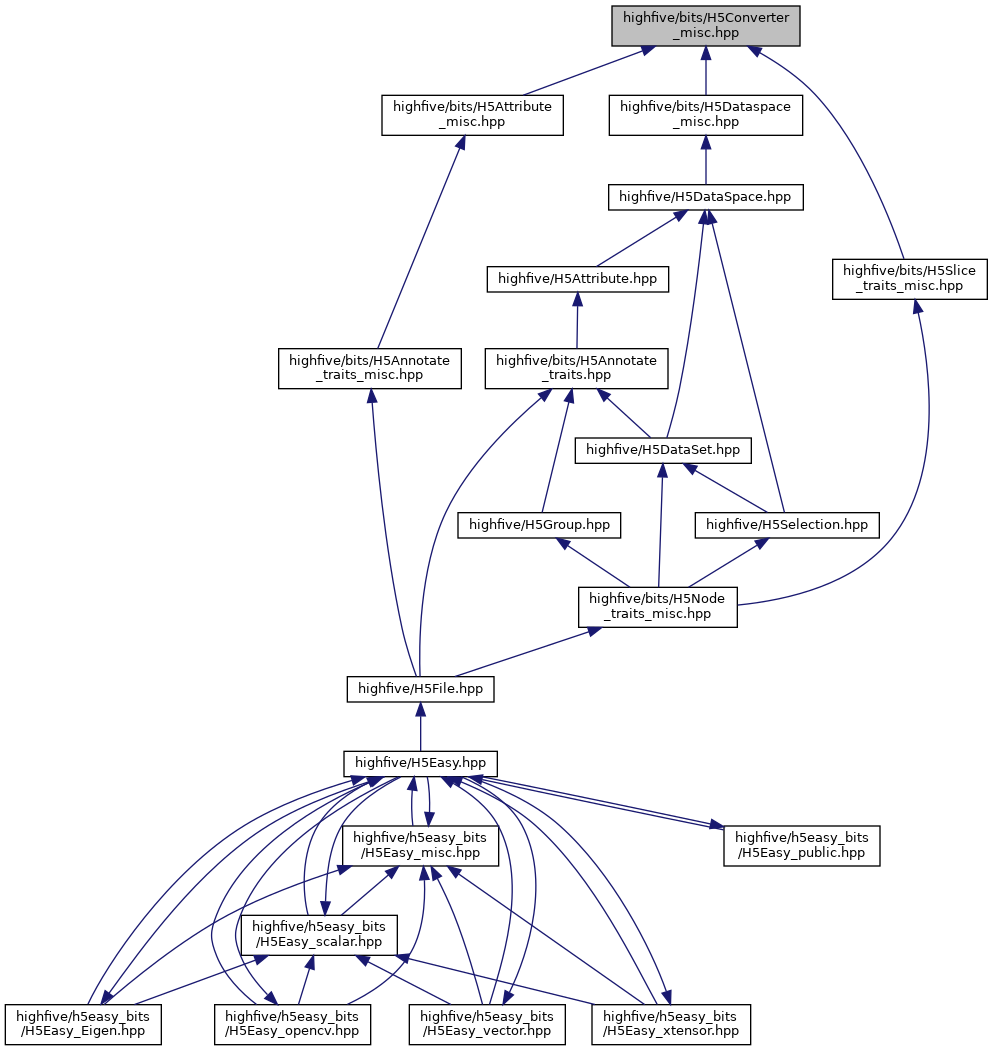 highfive/bits/H5Converter
_misc.hpp
highfive/bits/H5Attribute
_misc.hpp
highfive/bits/H5Dataspace
_misc.hpp
highfive/H5DataSpace.hpp
highfive/H5Attribute.hpp
highfive/bits/H5Slice
_traits_misc.hpp
highfive/bits/H5Annotate
_traits_misc.hpp
highfive/bits/H5Annotate
_traits.hpp
highfive/H5DataSet.hpp
highfive/H5Group.hpp
highfive/H5Selection.hpp
highfive/bits/H5Node
_traits_misc.hpp
highfive/H5File.hpp
highfive/H5Easy.hpp
highfive/h5easy_bits
/H5Easy_misc.hpp
highfive/h5easy_bits
/H5Easy_public.hpp
highfive/h5easy_bits
/H5Easy_scalar.hpp
highfive/h5easy_bits
/H5Easy_Eigen.hpp
highfive/h5easy_bits
/H5Easy_opencv.hpp
highfive/h5easy_bits
/H5Easy_vector.hpp
highfive/h5easy_bits
/H5Easy_xtensor.hpp